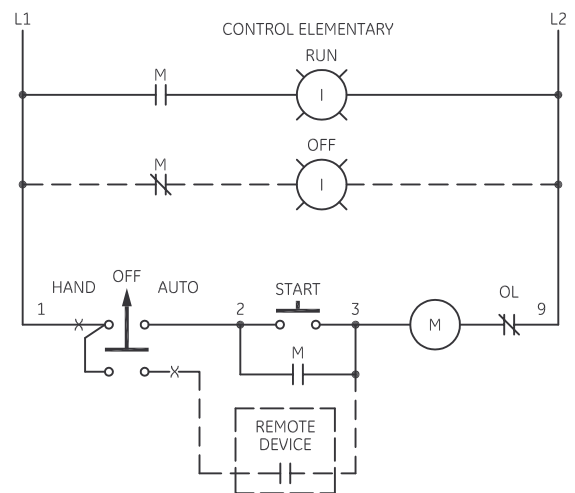 L1
L2
CONTROL ELEMENTARY
RUN
M
I
OFF
M
I
HAND
OFF
AUTO
START
OL
1
X
2
3
M
9
M
X
REMOTE
DEVICE